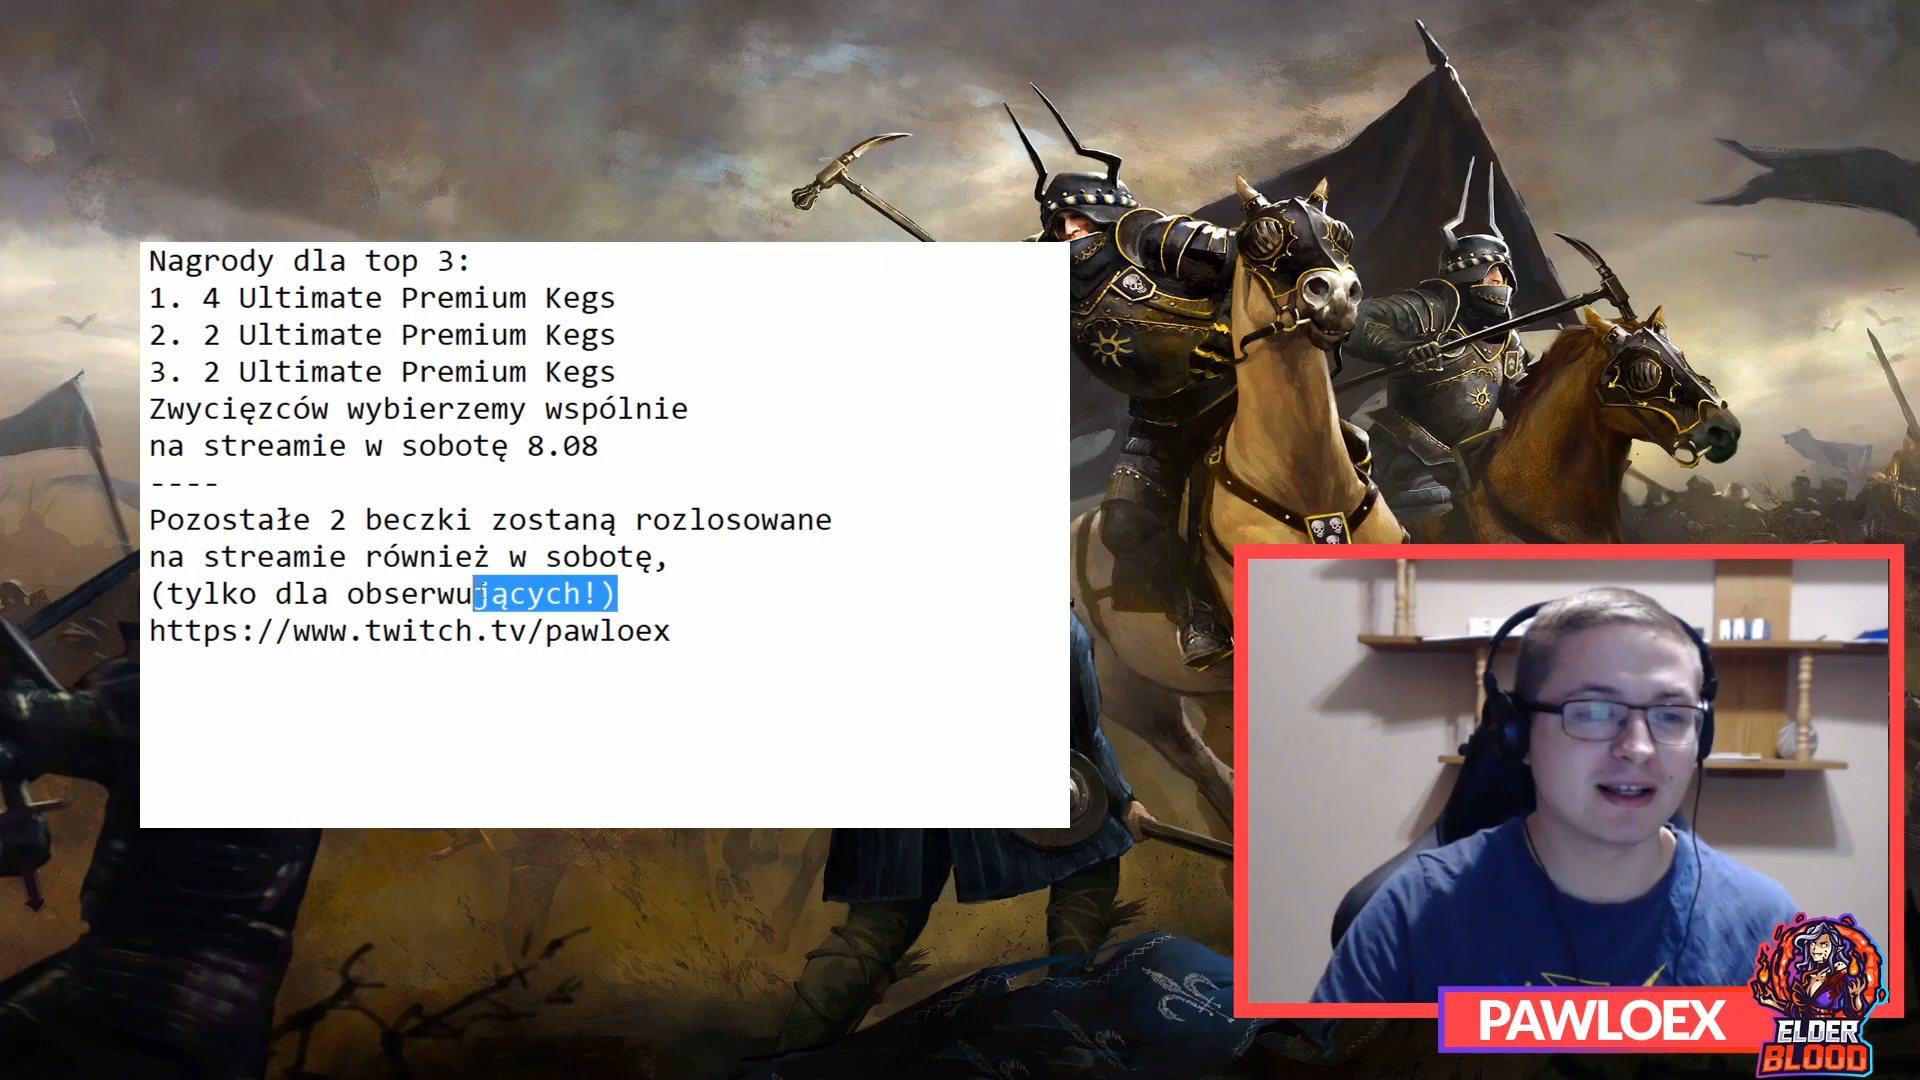 Nagrody dla top 3:
1. 4 Ultimate Premium Kegs
2. 2 Ultimate Premium Kegs
3. 2 Ultimate Premium Kegs
Zwycięzców wybierzemy wspólnie
na streamie w sobotę 8.08
----
Pozostałe 2 beczki zostaną rozlosowane
na streamie również w sobotę,
(tylko dla obserwujących!)
https://www.twitch.tv/pawloex
PAWLOEX
ELDER
BLOOD